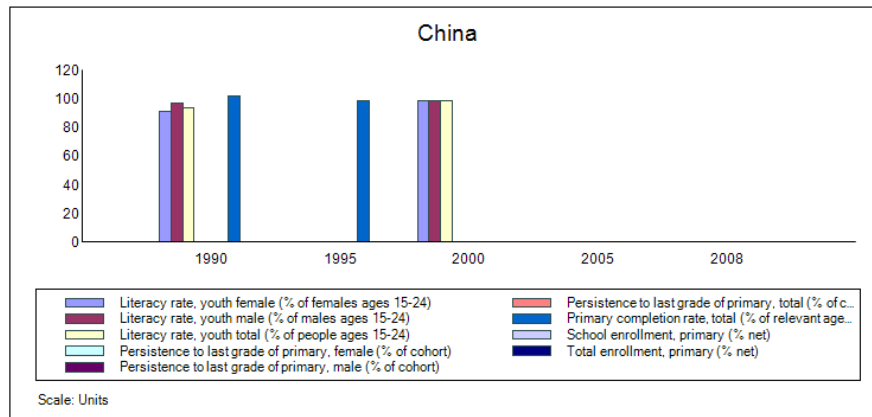 China
120
100
80
60
40
20
0
1990 1995 2000 2005 2008
Literacy rate, youth female (% of females ages 15-24)
Literacy rate, youth male (% of males ages 15-24)
Literacy rate, youth total (% of people ages 15-24)
Persistence to last grade of primary, female (% of cohort)
Persistence to last grade of primary, male (% of cohort)
Persistence to last grade of primary, total (% of c...
Primary completion rate, total (% of relevant age...
School enrollment, primary (% net)
Total enrollment, primary (% net)
Scale: Units